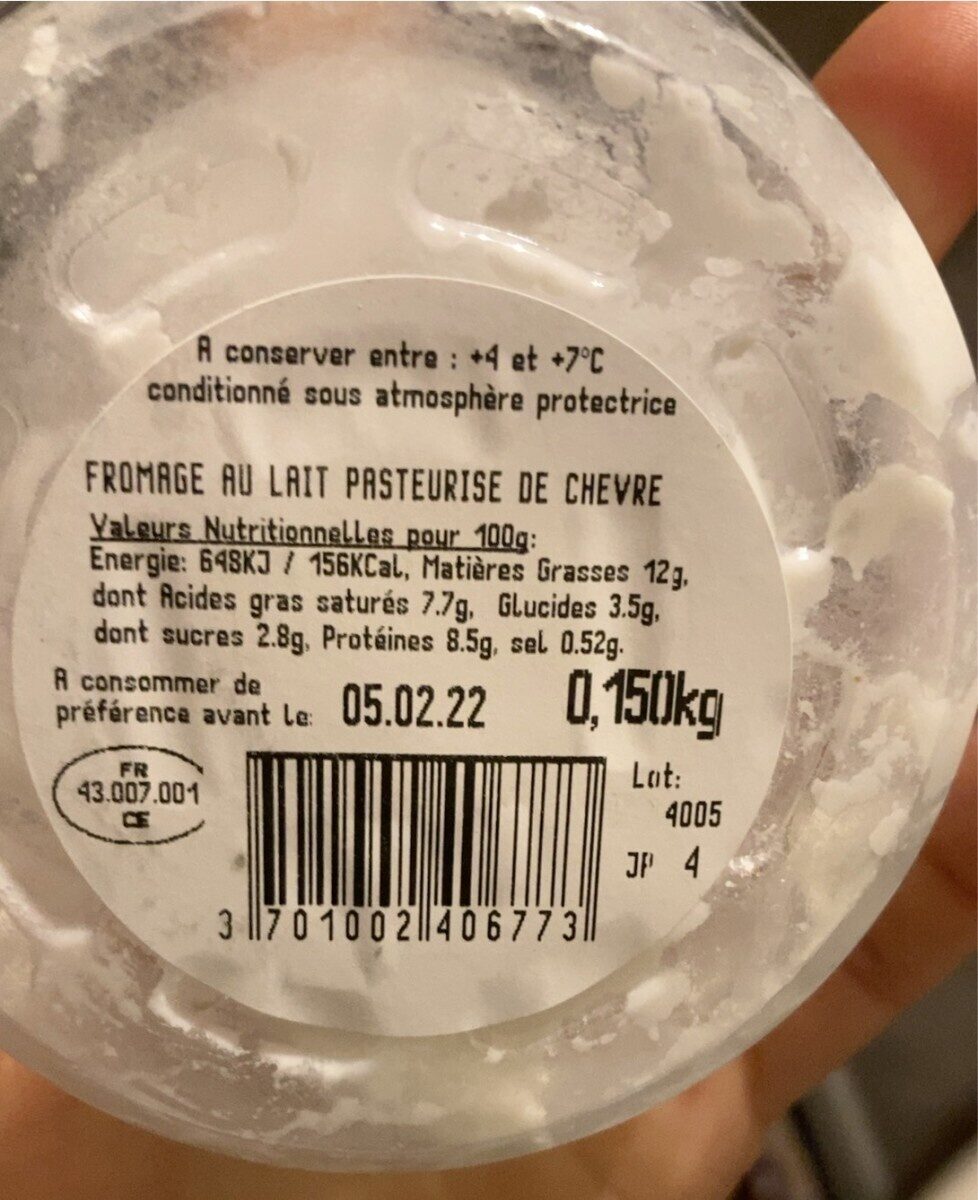 A conserver entre : +4 et +7°C
conditionné sous atmosphère protectrice
FROMAGE AU LAIT PASTEURISE DE CHEVRE
Valeurs Nutritionnelles pour 100g:
Energie: 648KJ / 156KCal, Matières Grasses 12g,
dont Acides gras saturés 7.7g, Glucides 3.5g,
dont sucres 2.8g, Protéines 8.5g, sel 0.52g.
A consommer de
préférence avant le: 05.02.22 0,150kg
FR
43.007.001
CE
Lot:
4005
JP 4
3 701002 406773